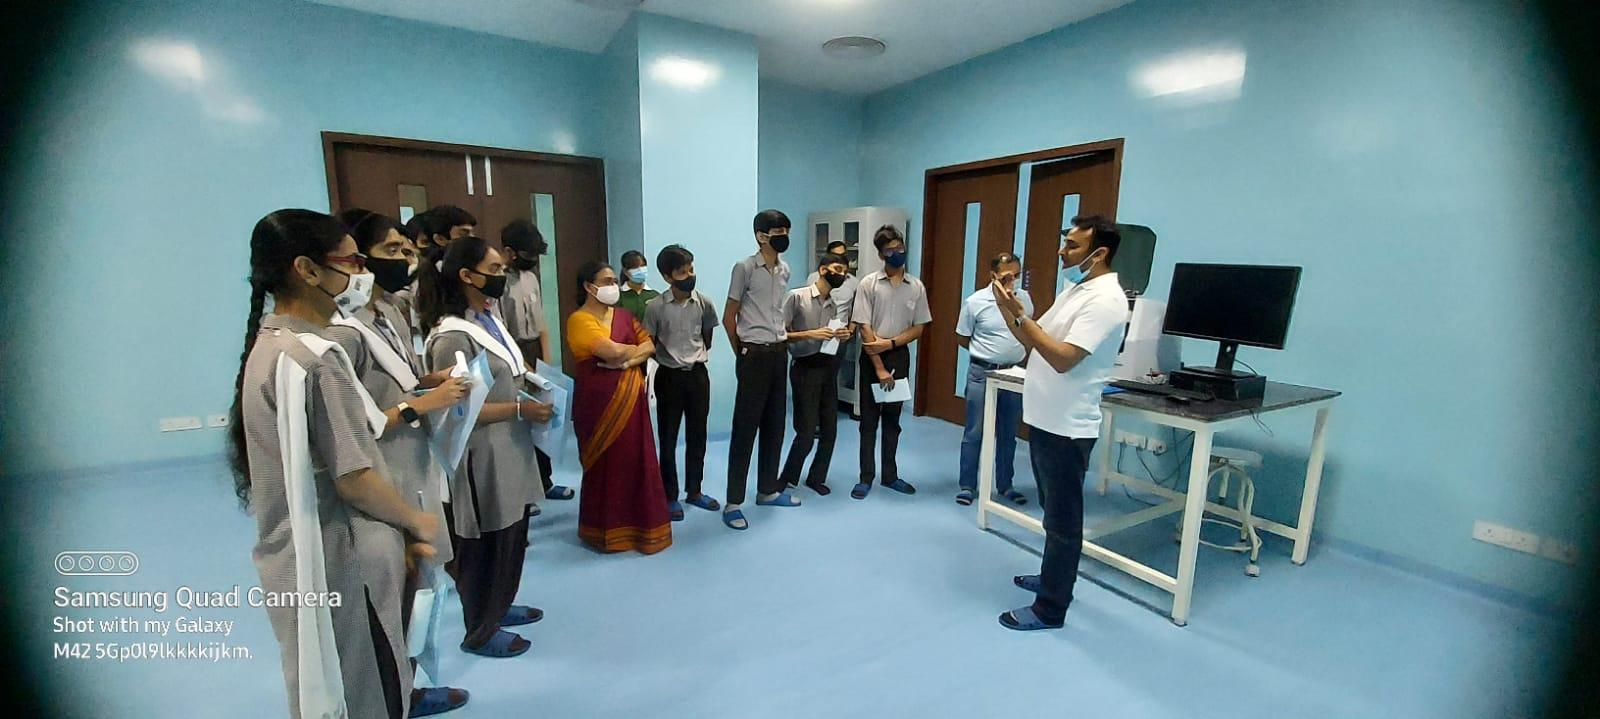 Samsung Quad Camera
Shot with my Galaxy
M42 5Gp0l9lkkkkijkm.